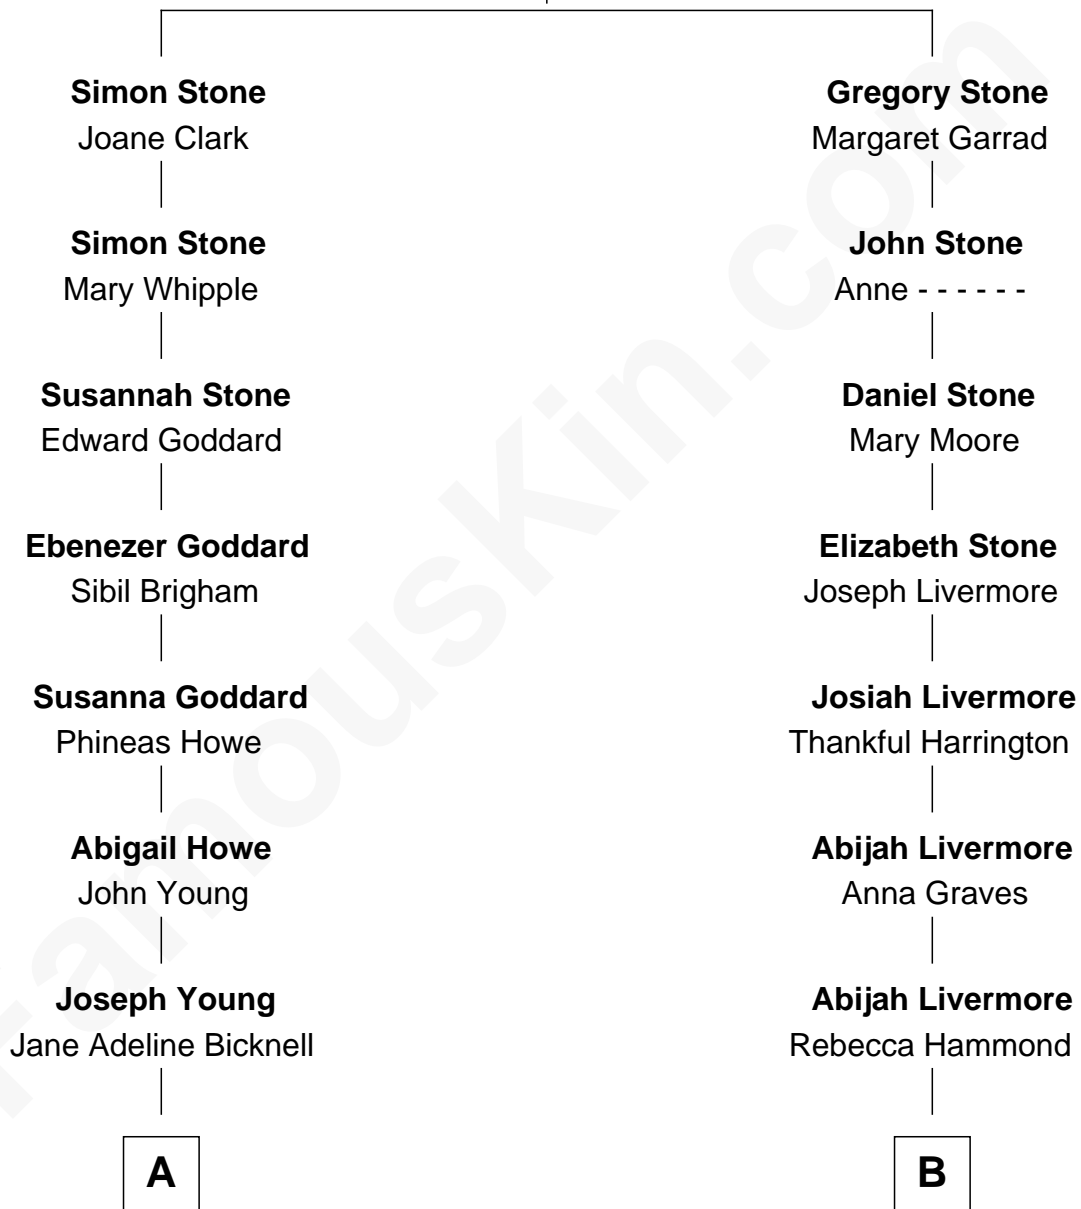 Simon Stone
Joane Clark
Simon Stone
Mary Whipple
Susannah Stone
Edward Goddard
Ebenezer Goddard
Sibil Brigham
Susanna Goddard
Phineas Howe
Abigail Howe
John Young
Joseph Young
Jane Adeline Bicknell
A
Gregory Stone
Margaret Garrad
John Stone
Anne - - - - - -
Daniel Stone
Mary Moore
Elizabeth Stone
Joseph Livermore
Josiah Livermore
Thankful Harrington
Abijah Livermore
Anna Graves
Abijah Livermore
Rebecca Hammond
B
FamousKin.com